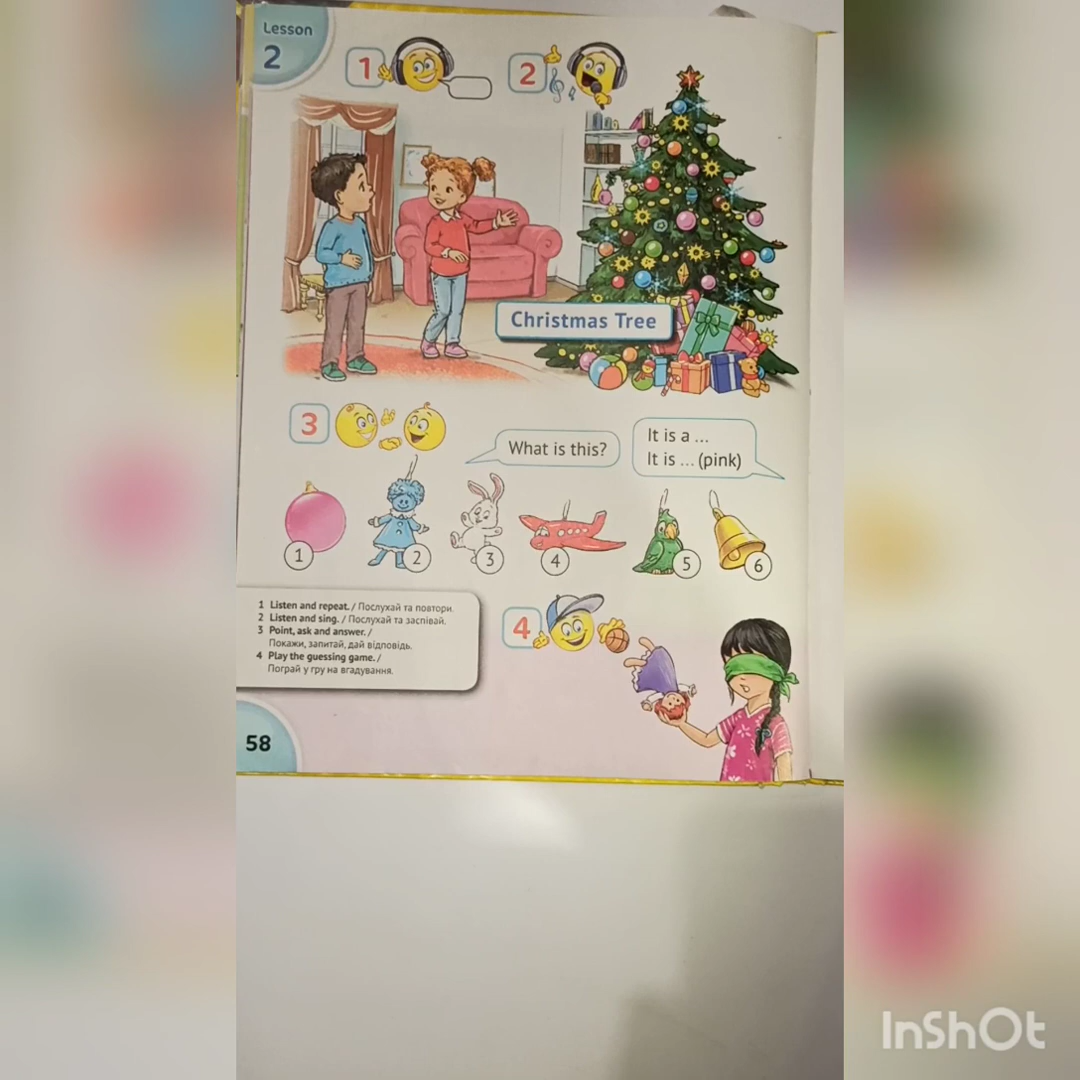 Lesson
2
1
2
Christmas Tree
3
What is this?
It is a ...
It is ... (pink)
1
2
3
4
5
6
1 Listen and repeat. / Послухай та повтори.
2 Listen and sing. / Послухай та заспівай.
3 Point, ask and answer. /
Покажи, запитай, дай відповідь.
4 Play the guessing game. /
Пограй у гру на вгадування.
4
58
InShOt